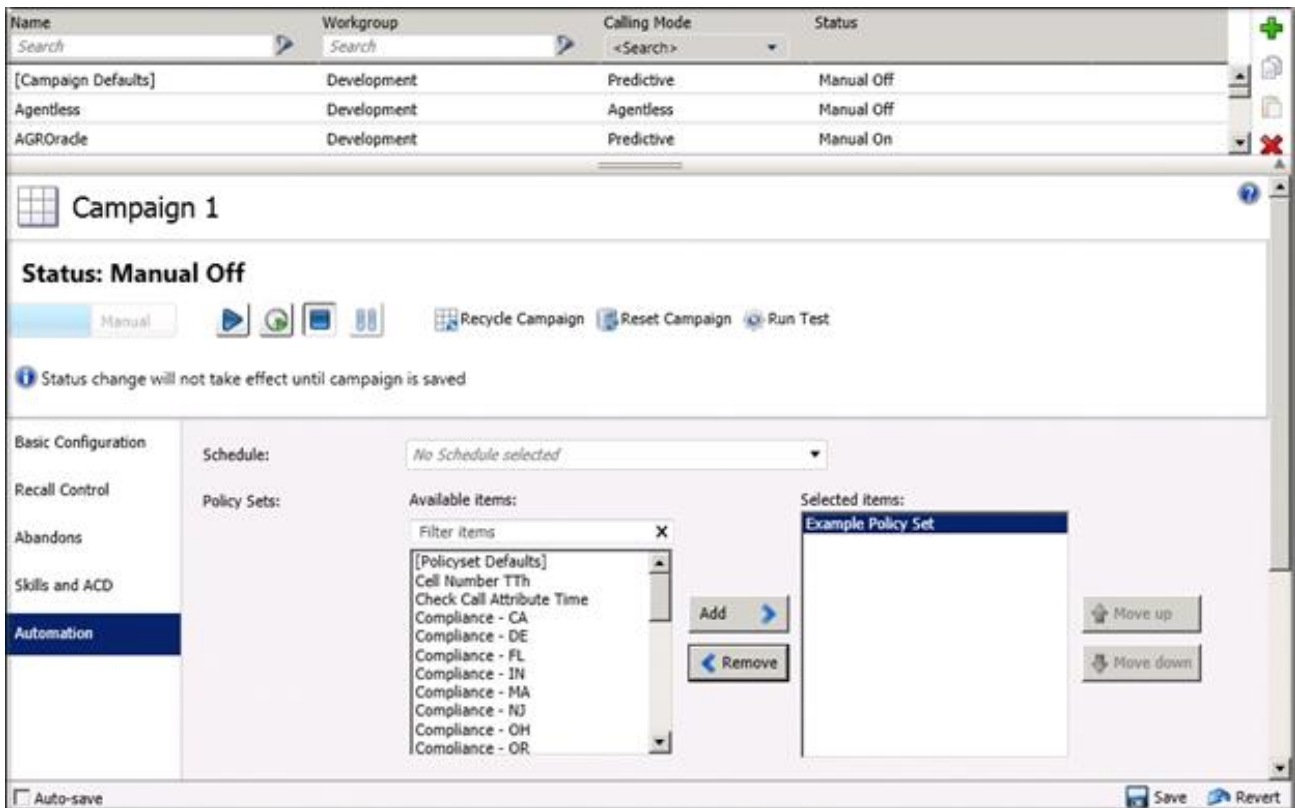 Name Workgroup Calling Mode Status
Search Search <Search>
[Campaign Defaults] Development Predictive Manual Off
Agentless Development Agentless Manual Off
AGROracle Development Predictive Manual On
Campaign 1
Status: Manual Off
Manual Recycle Campaign Reset Campaign Run Test
Status change will not take effect until campaign is saved
Basic Configuration
Recall Control
Abandons
Skills and ACD
Automation
Schedule: No Schedule selected
Policy Sets: Available items: Selected items:
Filter items X
Example Policy Set
[Policyset Defaults]
Cell Number TTh
Check Call Attribute Time
Compliance - CA
Compliance - DE
Compliance - FL
Compliance - IN
Compliance - MA
Compliance - NJ
Compliance - OH
Compliance - OR
Add
Remove
Move up
Move down
Auto-save Save Revert